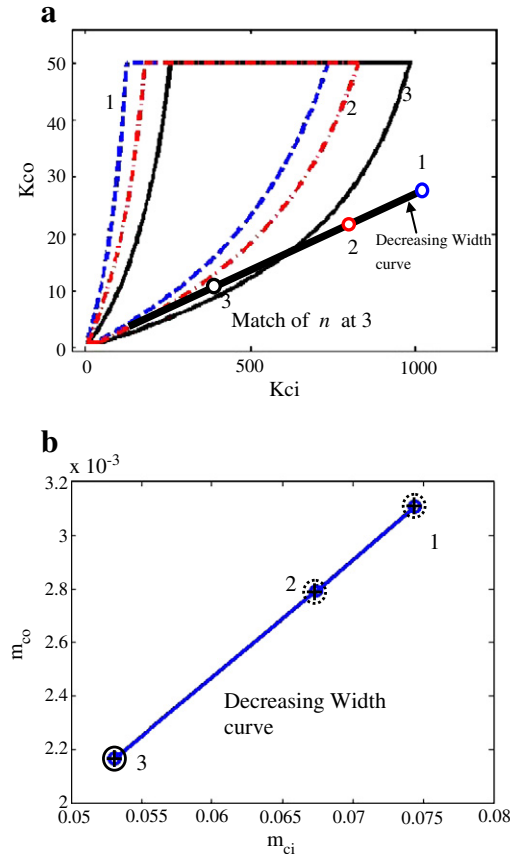 a
50
40
30
20
10
0
Kco
1
2
3
1
2
3
Decreasing Width
curve
Match of n at 3
0
500
1000
Kci
b
x 10⁻³
3.2
3
2.8
2.6
2.4
2.2
2
m_co
1
2
3
Decreasing Width
curve
0.05
0.055
0.06
0.065
0.07
0.075
0.08
m_ci